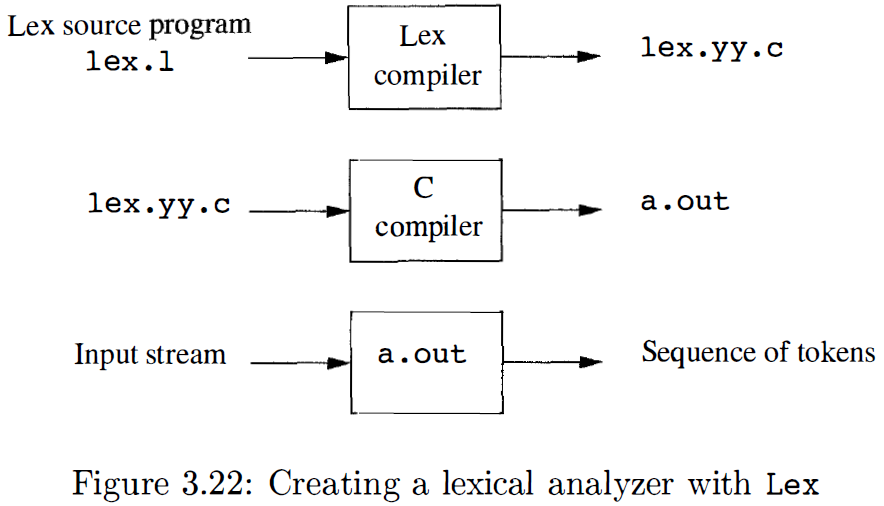 Lex source program
lex.l
Lex
compiler
lex.yy.c
lex.yy.c
C
compiler
a.out
Input stream
a.out
Sequence of tokens
Figure 3.22: Creating a lexical analyzer with Lex